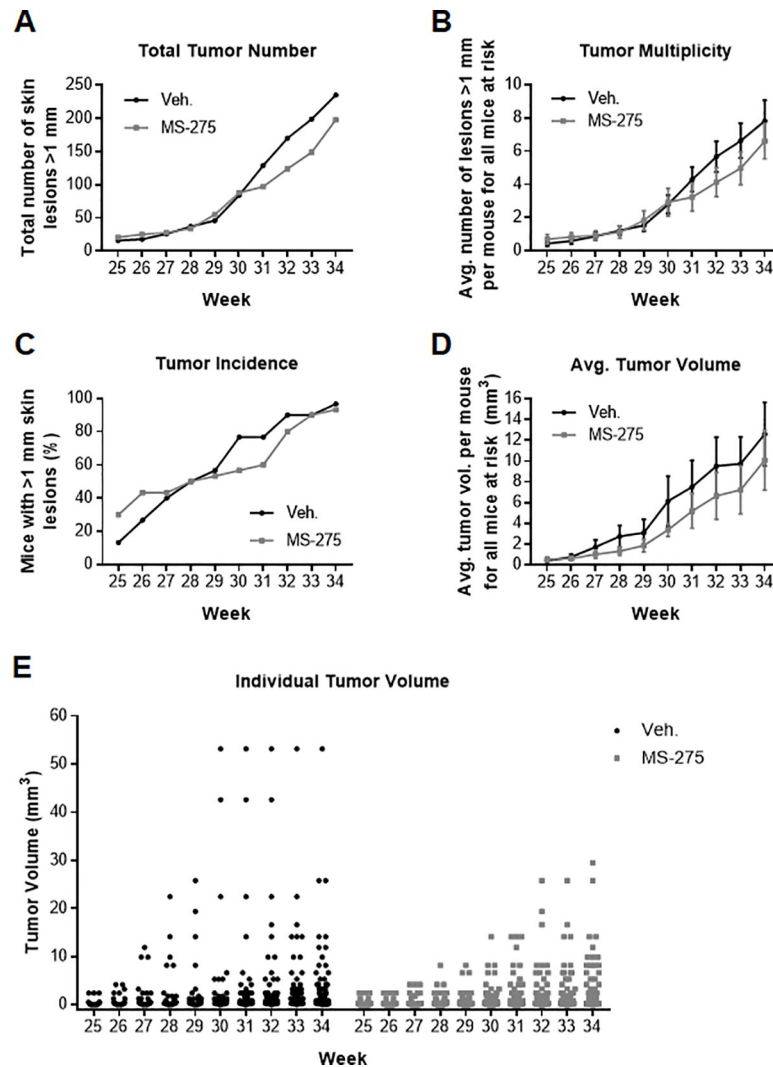 A
Total Tumor Number
Total number of skin
lesions >1 mm
250
200
150
100
50
0
Veh.
MS-275
25 26 27 28 29 30 31 32 33 34
Week
B
Tumor Multiplicity
Avg. number of lesions >1 mm
per mouse for all mice at risk
10
8
6
4
2
0
Veh.
MS-275
25 26 27 28 29 30 31 32 33 34
Week
C
Tumor Incidence
Mice with >1 mm skin
lesions (%)
100
80
60
40
20
0
Veh.
MS-275
25 26 27 28 29 30 31 32 33 34
Week
D
Avg. Tumor Volume
Avg. tumor vol. per mouse
for all mice at risk (mm³)
16
14
12
10
8
6
4
2
0
Veh.
MS-275
25 26 27 28 29 30 31 32 33 34
Week
E
Individual Tumor Volume
Tumor Volume (mm³)
60
50
40
30
20
10
0
Veh.
MS-275
25 26 27 28 29 30 31 32 33 34 25 26 27 28 29 30 31 32 33 34
Week